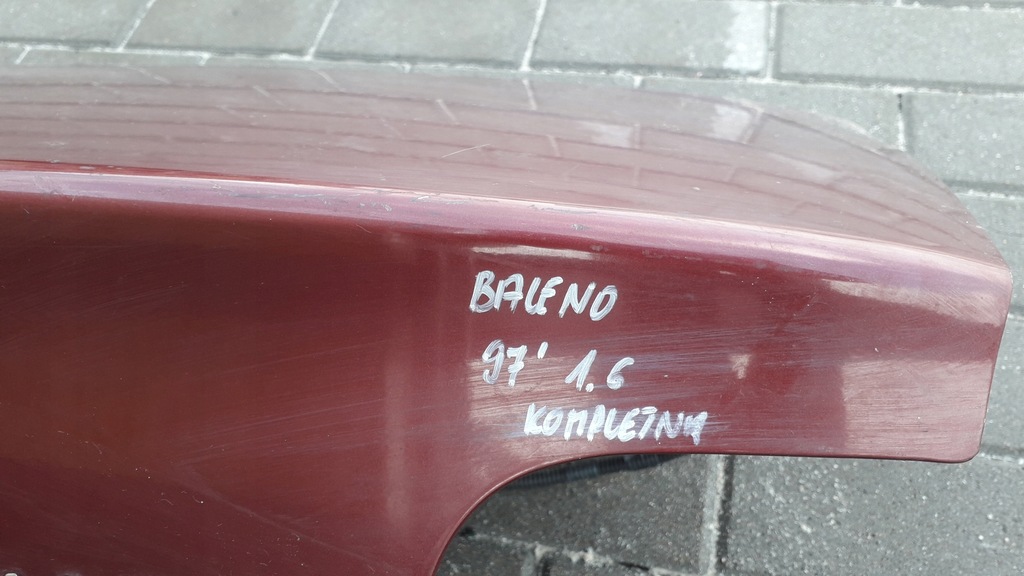 BALENO
97' 1.6
KOMPLETNY